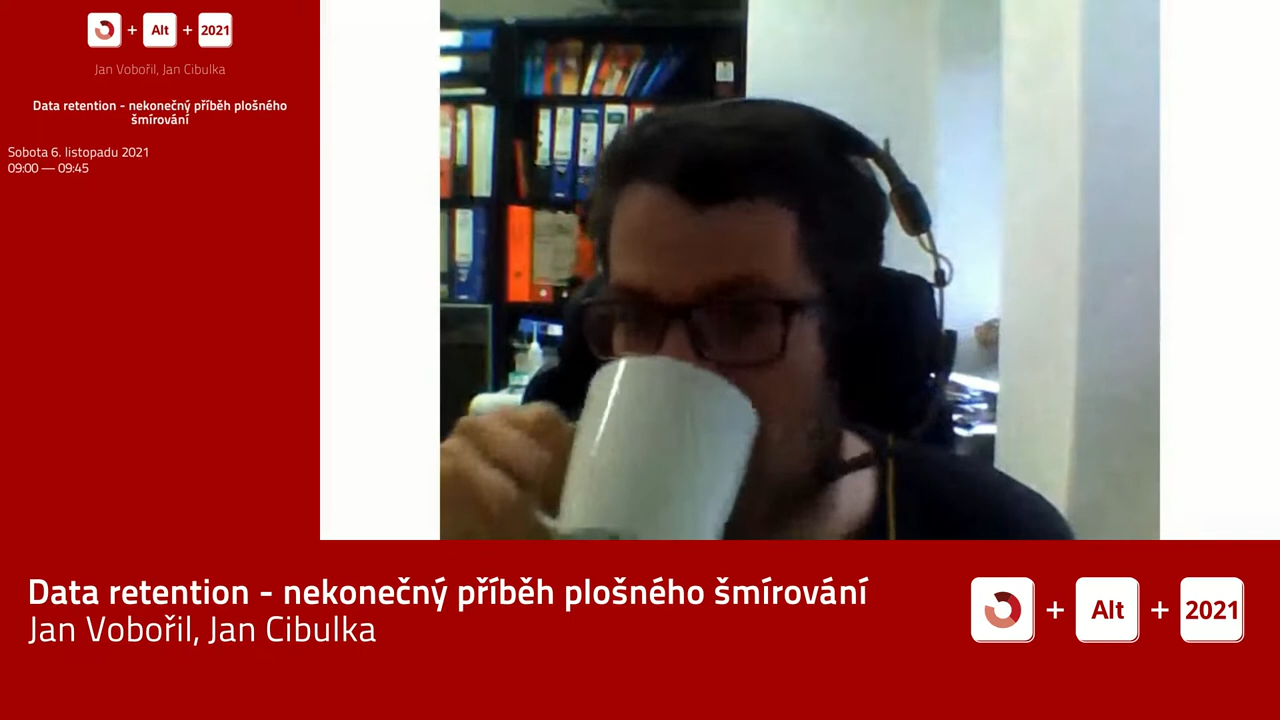 + Alt + 2021
Jan Vobořil, Jan Cibulka
Data retention - nekonečný příběh plošného
šmírování
Sobota 6. listopadu 2021
09:00 — 09:45
Data retention - nekonečný příběh plošného šmírování
Jan Vobořil, Jan Cibulka
+ Alt + 2021